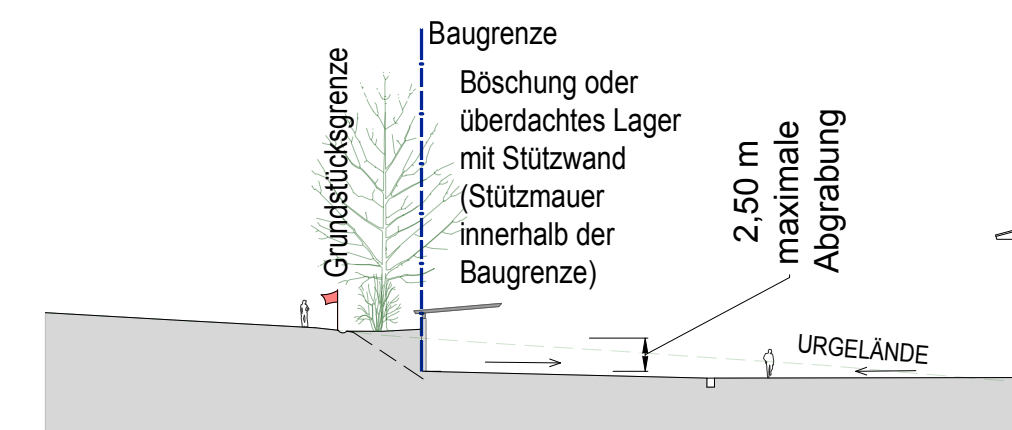 Grundstücksgrenze
Baugrenze
Böschung oder
überdachtes Lager
mit Stützwand
(Stützmauer
innerhalb der
Baugrenze)
2,50 m
maximale
Abgrabung
URGELÄNDE